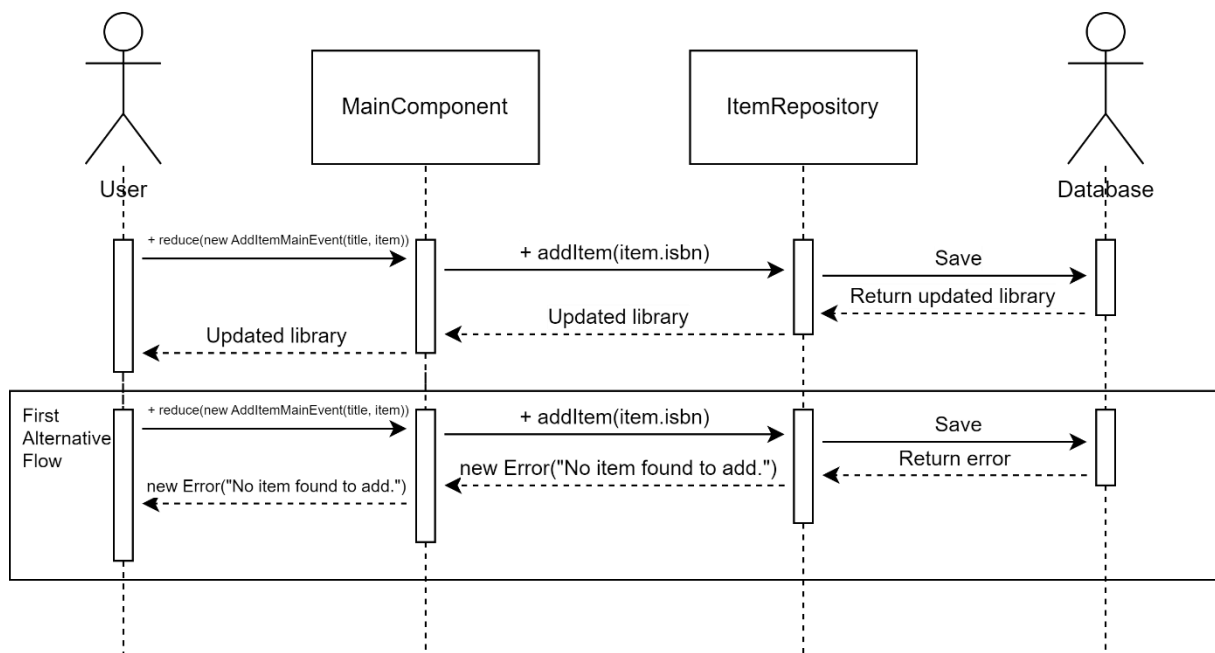 MainComponent
ItemRepository
User
Database
+ reduce(new AddItemMainEvent(title, item))
+ addItem(item.isbn)
Save
Return updated library
Updated library
Updated library
First
Alternative
Flow
+ reduce(new AddItemMainEvent(title, item))
+ addItem(item.isbn)
Save
Return error
new Error("No item found to add.")
new Error("No item found to add.")